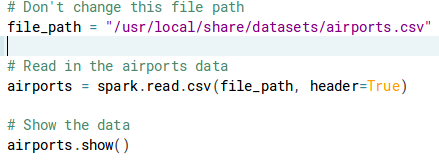 # Don't change this file path
file_path = "/usr/local/share/datasets/airports.csv"
# Read in the airports data
airports = spark.read.csv(file_path, header=True)
# Show the data
airports.show()